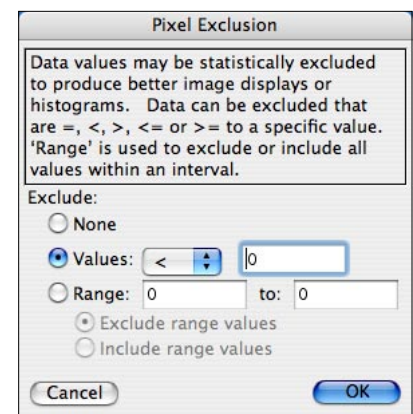 Pixel Exclusion
Data values may be statistically excluded
to produce better image displays or
histograms. Data can be excluded that
are =, <, >, <= or >= to a specific value.
'Range' is used to exclude or include all
values within an interval.
Exclude:
None
Values: < 0
Range: 0 to: 0
Exclude range values
Include range values
Cancel OK